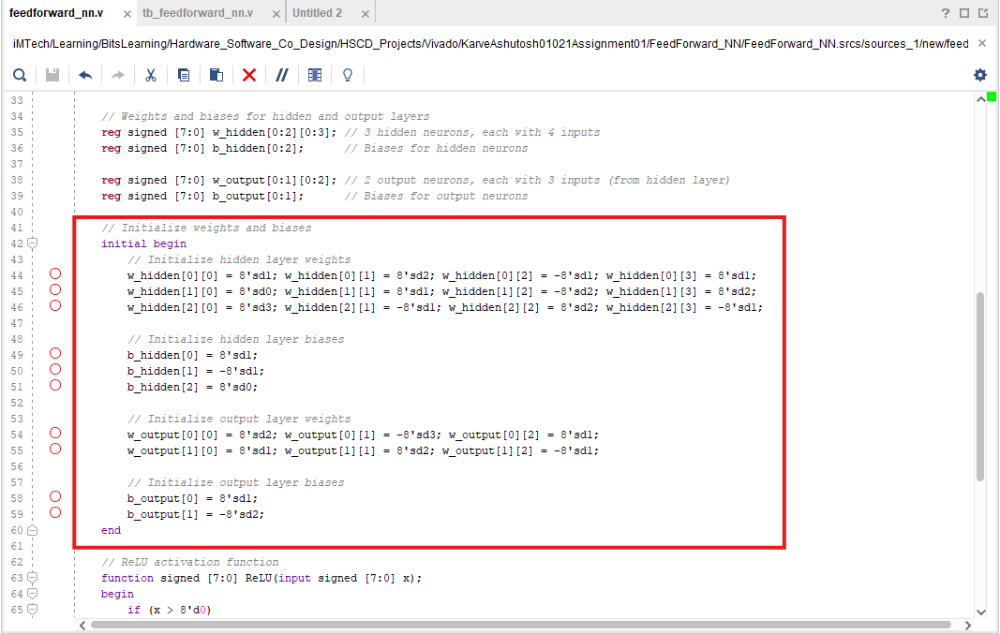 feedforward_nn.v × tb_feedforward_nn.v × Untitled 2 × ?
iMTech/Learning/BitsLearning/Hardware_Software_Co_Design/HSCD_Projects/Vivado/KarveAshutosh01021Assignment01/FeedForward_NN/FeedForward_NN.srcs/sources_1/new/feed ×
33
34 // Weights and biases for hidden and output layers
35 reg signed [7:0] w_hidden[0:2][0:3]; // 3 hidden neurons, each with 4 inputs
36 reg signed [7:0] b_hidden[0:2]; // Biases for hidden neurons
37
38 reg signed [7:0] w_output[0:1][0:2]; // 2 output neurons, each with 3 inputs (from hidden layer)
39 reg signed [7:0] b_output[0:1]; // Biases for output neurons
40
41 // Initialize weights and biases
42 initial begin
43 // Initialize hidden layer weights
44 w_hidden[0][0] = 8'sd1; w_hidden[0][1] = 8'sd2; w_hidden[0][2] = -8'sd1; w_hidden[0][3] = 8'sd1;
45 w_hidden[1][0] = 8'sd0; w_hidden[1][1] = 8'sd1; w_hidden[1][2] = -8'sd2; w_hidden[1][3] = 8'sd2;
46 w_hidden[2][0] = 8'sd3; w_hidden[2][1] = -8'sd1; w_hidden[2][2] = 8'sd2; w_hidden[2][3] = -8'sd1;
47
48 // Initialize hidden layer biases
49 b_hidden[0] = 8'sd1;
50 b_hidden[1] = -8'sd1;
51 b_hidden[2] = 8'sd0;
52
53 // Initialize output layer weights
54 w_output[0][0] = 8'sd2; w_output[0][1] = -8'sd3; w_output[0][2] = 8'sd1;
55 w_output[1][0] = 8'sd1; w_output[1][1] = 8'sd2; w_output[1][2] = -8'sd1;
56
57 // Initialize output layer biases
58 b_output[0] = 8'sd1;
59 b_output[1] = -8'sd2;
60 end
61
62 // ReLU activation function
63 function signed [7:0] ReLU(input signed [7:0] x);
64 begin
65 if (x > 8'd0)